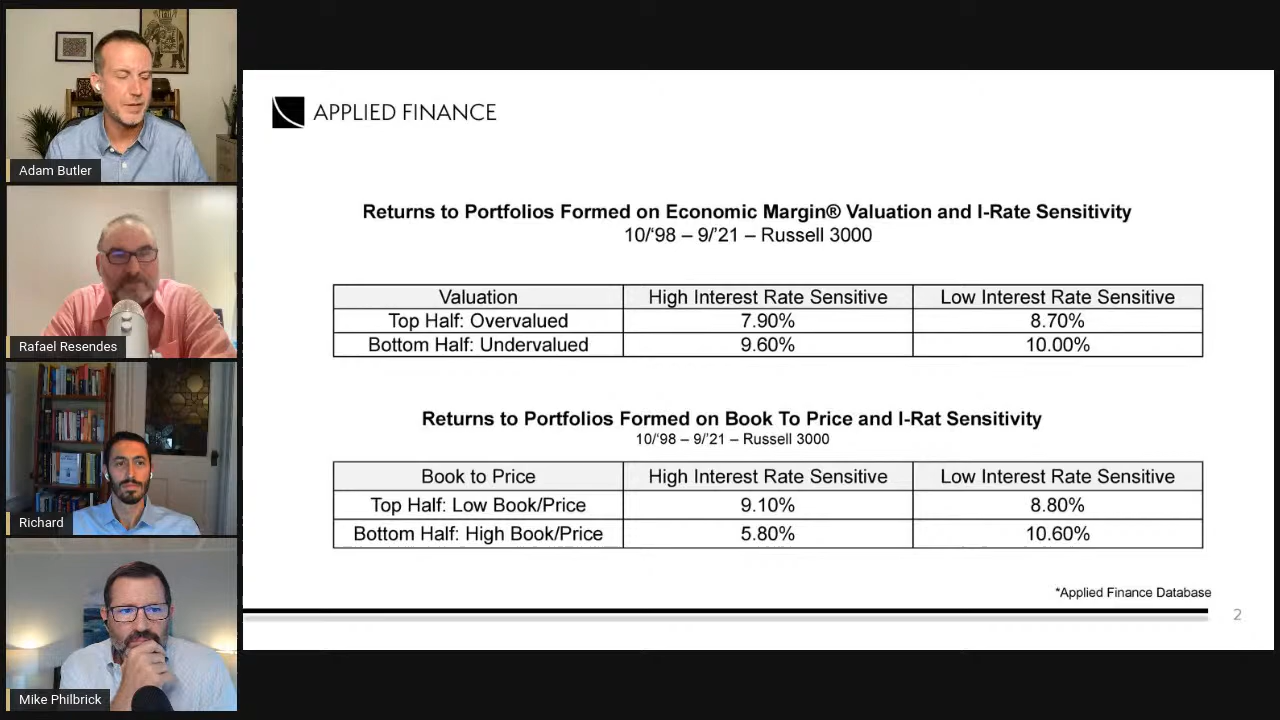 Adam Butler
Rafael Resendes
Richard
Mike Philbrick
APPLIED FINANCE
Returns to Portfolios Formed on Economic Margin® Valuation and I-Rate Sensitivity
10/‘98 – 9/’21 – Russell 3000
Valuation High Interest Rate Sensitive Low Interest Rate Sensitive
Top Half: Overvalued 7.90% 8.70%
Bottom Half: Undervalued 9.60% 10.00%
Returns to Portfolios Formed on Book To Price and I-Rat Sensitivity
10/‘98 – 9/’21 – Russell 3000
Book to Price High Interest Rate Sensitive Low Interest Rate Sensitive
Top Half: Low Book/Price 9.10% 8.80%
Bottom Half: High Book/Price 5.80% 10.60%
*Applied Finance Database
2